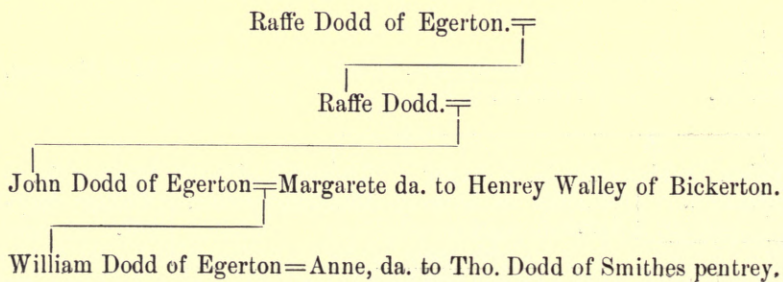 Raffe Dodd of Egerton.=
Raffe Dodd.=
John Dodd of Egerton=Margarete da. to Henrey Walley of Bickerton.
William Dodd of Egerton=Anne, da. to Tho. Dodd of Smithes pentrey.